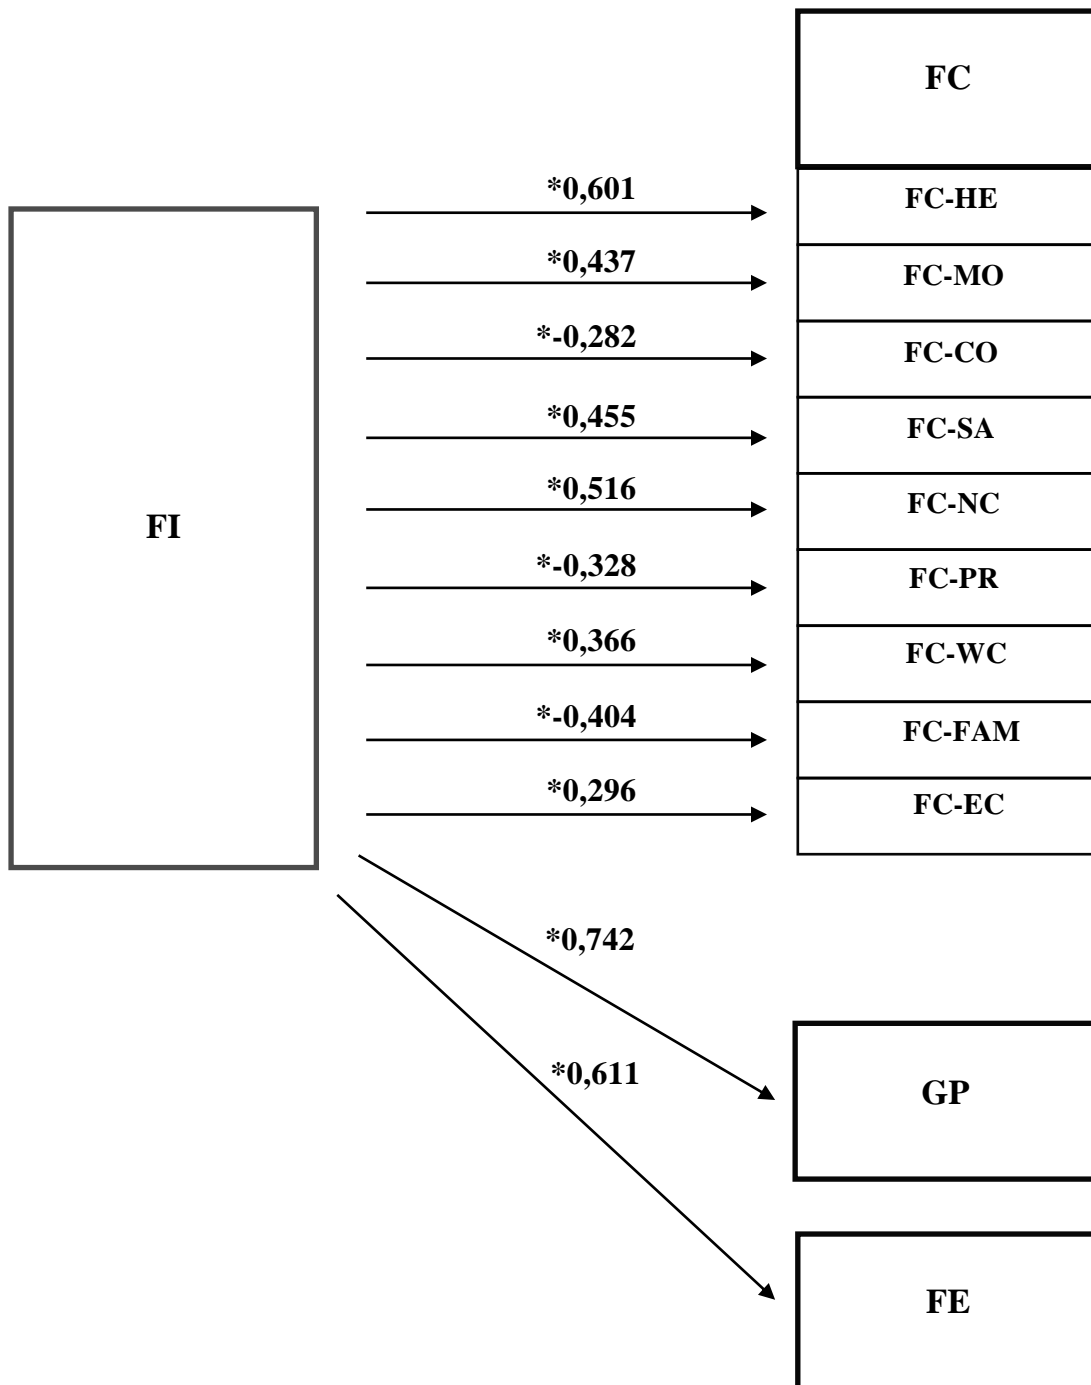 FC
*0,601
FC-HE
*0,437
FC-MO
*-0,282
FC-CO
*0,455
FC-SA
*0,516
FC-NC
FI
*-0,328
FC-PR
*0,366
FC-WC
*-0,404
FC-FAM
*0,296
FC-EC
*0,742
*0,611
GP
FE